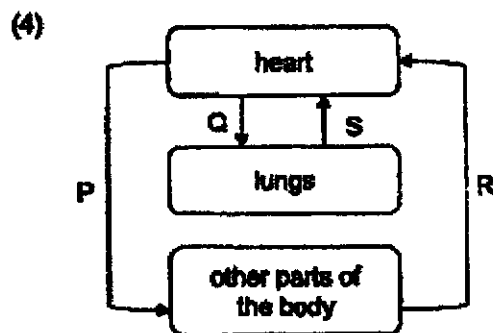 (4)
heart
Q
S
lungs
P
R
other parts of
the body